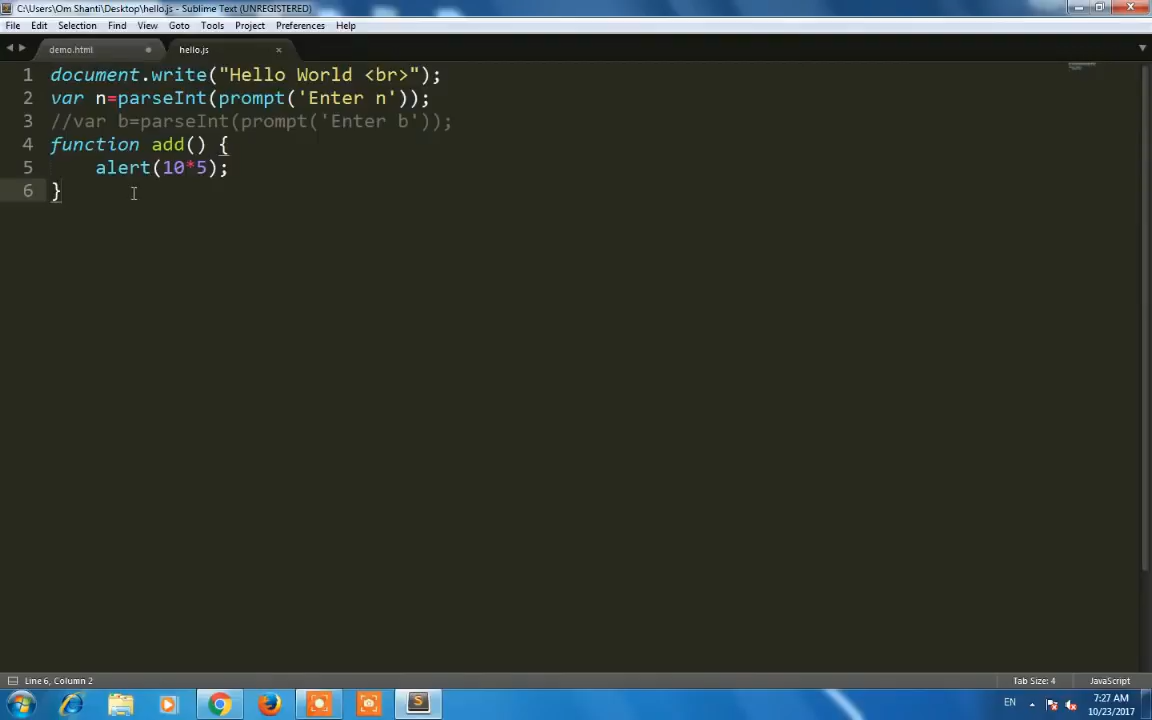 C:\Users\Om Shanti\Desktop\hello.js - Sublime Text (UNREGISTERED)
File Edit Selection Find View Goto Tools Project Preferences Help
demo.html hello.js
1 document.write("Hello World <br>");
2 var n=parseInt(prompt('Enter n'));
3 //var b=parseInt(prompt('Enter b'));
4 function add() {
5 alert(10*5);
6 }
Line 6, Column 2 Tab Size: 4 JavaScript
EN 7:27 AM
10/23/2017